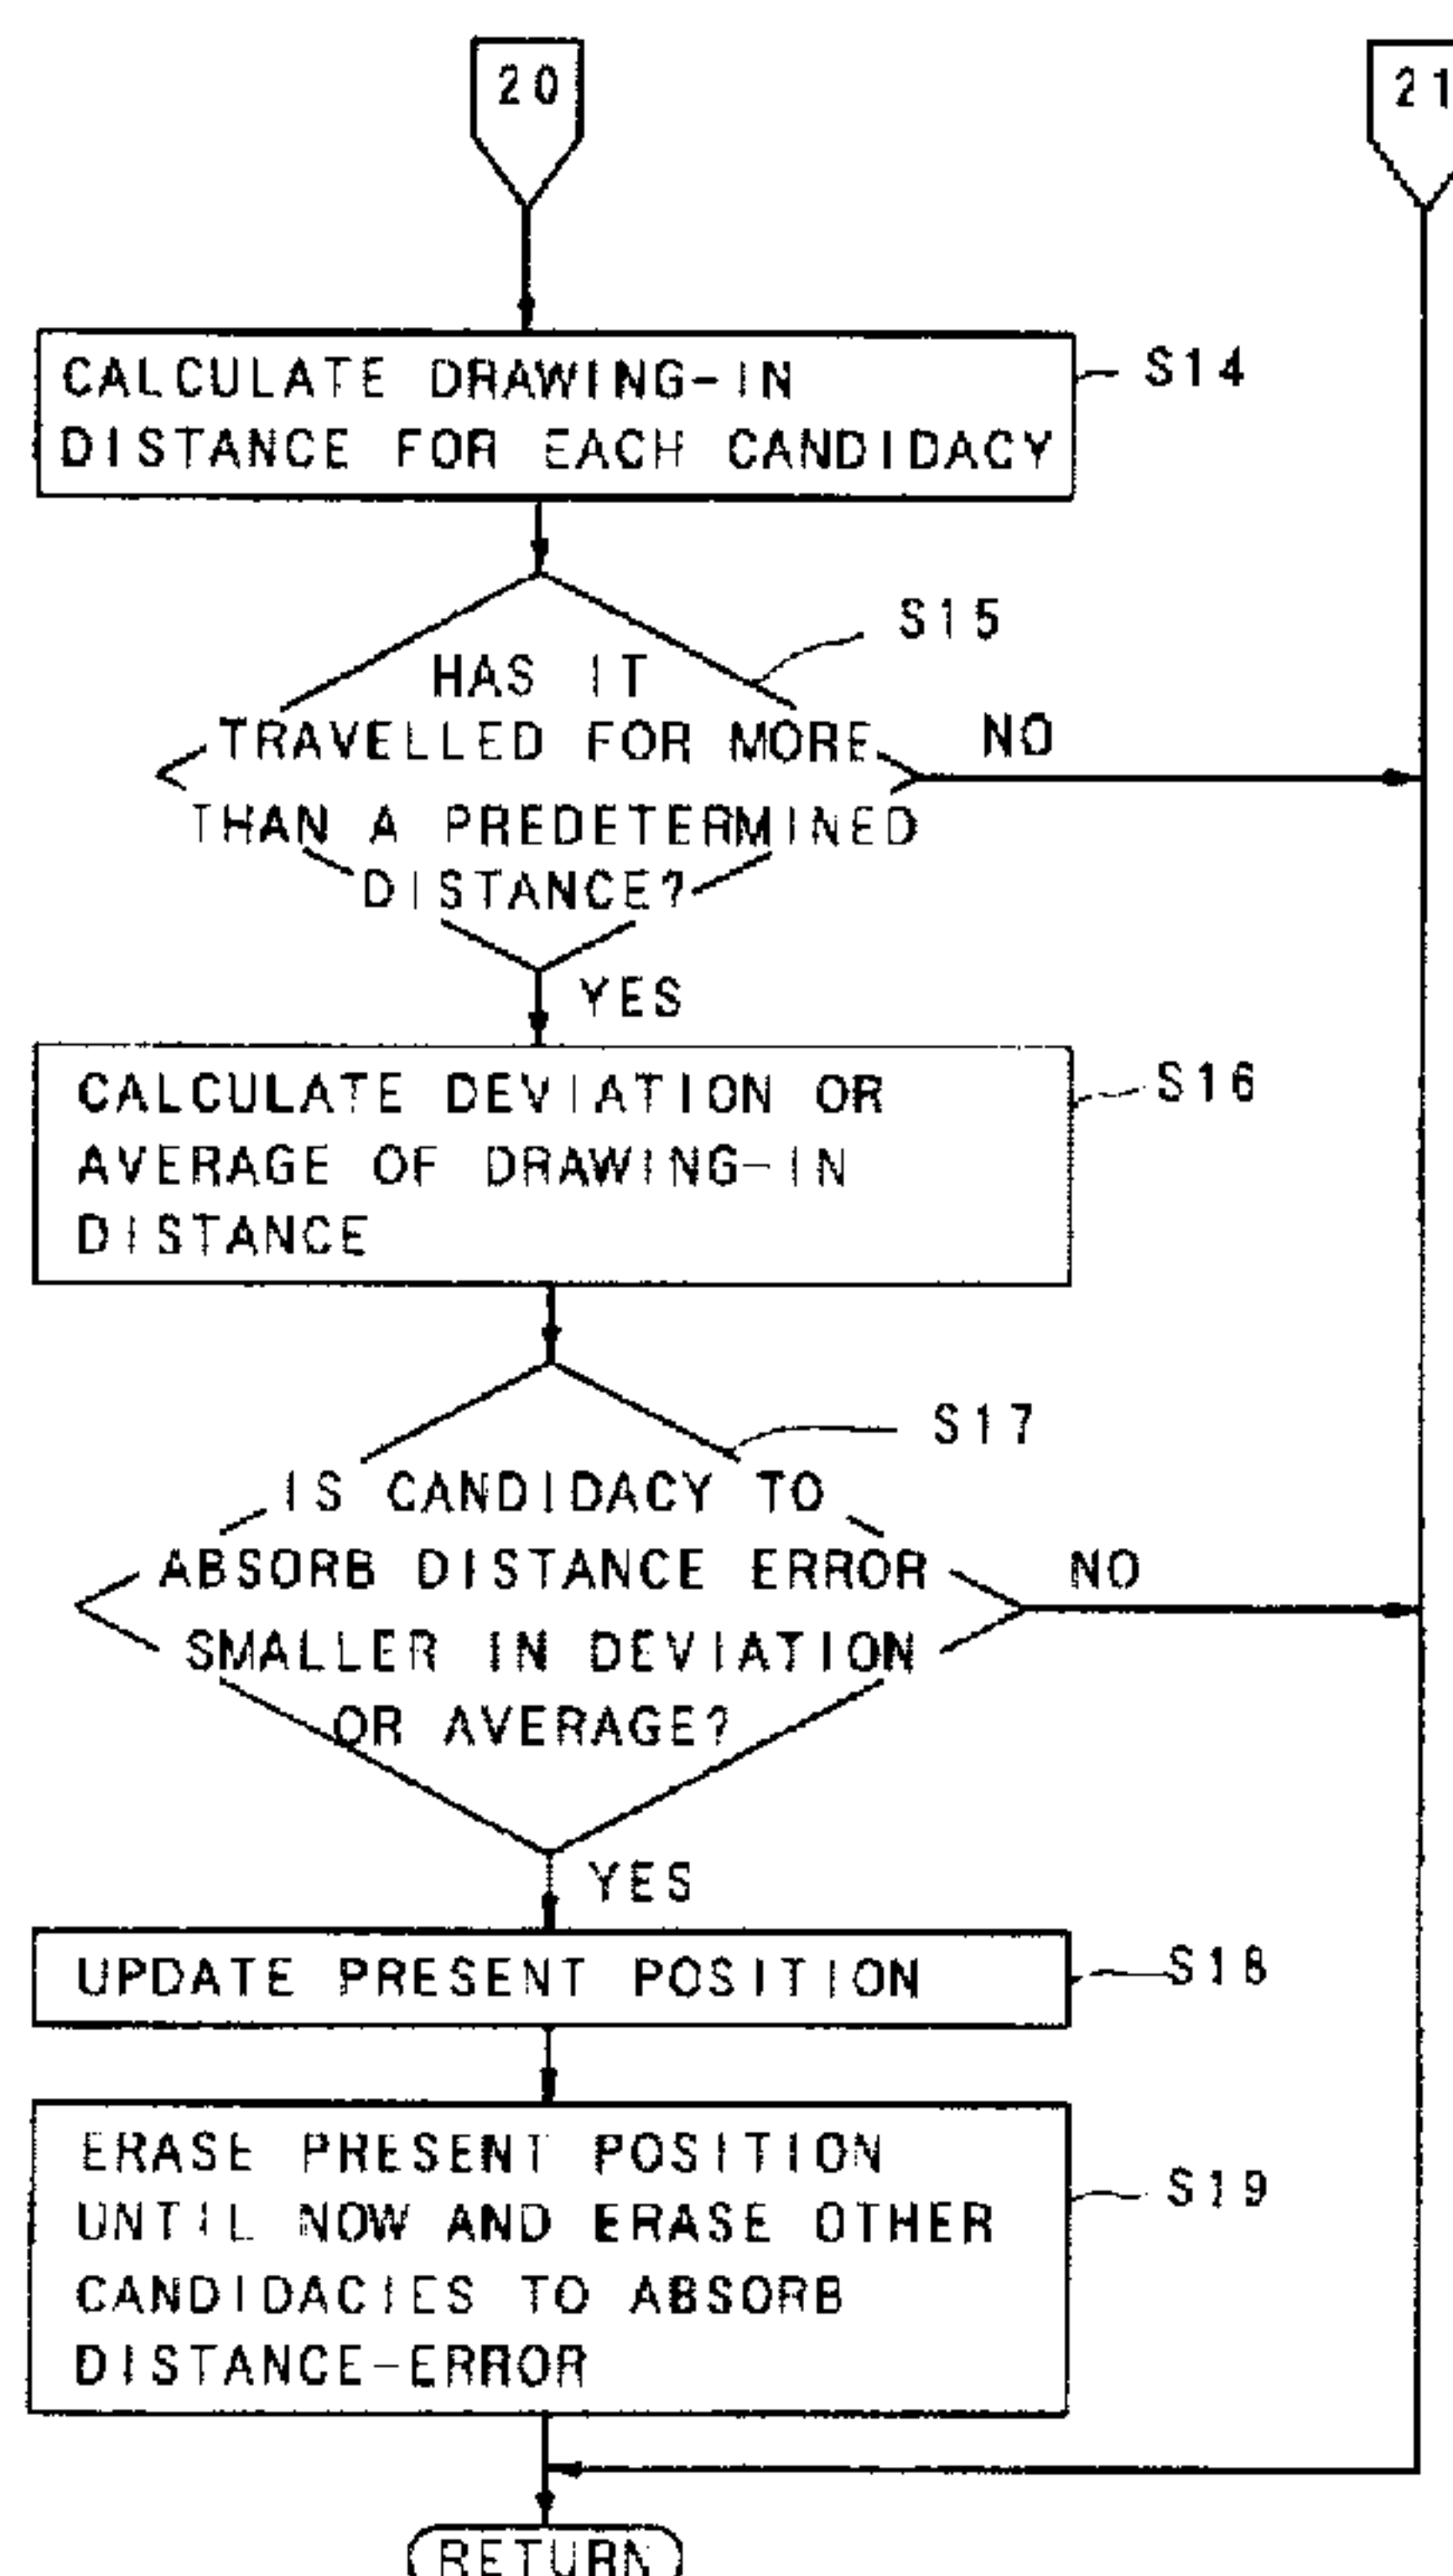 20
21
CALCULATE DRAWING-IN
DISTANCE FOR EACH CANDIDACY
S14
S15
HAS IT
TRAVELLED FOR MORE
THAN A PREDETERMINED
DISTANCE?
NO
YES
CALCULATE DEVIATION OR
AVERAGE OF DRAWING-IN
DISTANCE
S16
S17
IS CANDIDACY TO
ABSORB DISTANCE ERROR
SMALLER IN DEVIATION
OR AVERAGE?
NO
YES
UPDATE PRESENT POSITION
S18
ERASE PRESENT POSITION
UNTIL NOW AND ERASE OTHER
CANDIDACIES TO ABSORB
DISTANCE-ERROR
S19
RETURN